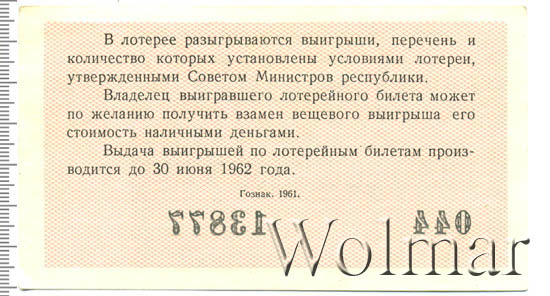 В лотерее разыгрываются выигрыши, перечень и
количество которых установлены условиями лотереи,
утвержденными Советом Министров республики.
Владелец выигравшего лотерейного билета может
по желанию получить взамен вещевого выигрыша его
стоимость наличными деньгами.
Выдача выигрышей по лотерейным билетам произ-
водится до 30 июня 1962 года.
Гознак. 1961.
13877 044
Wolmar